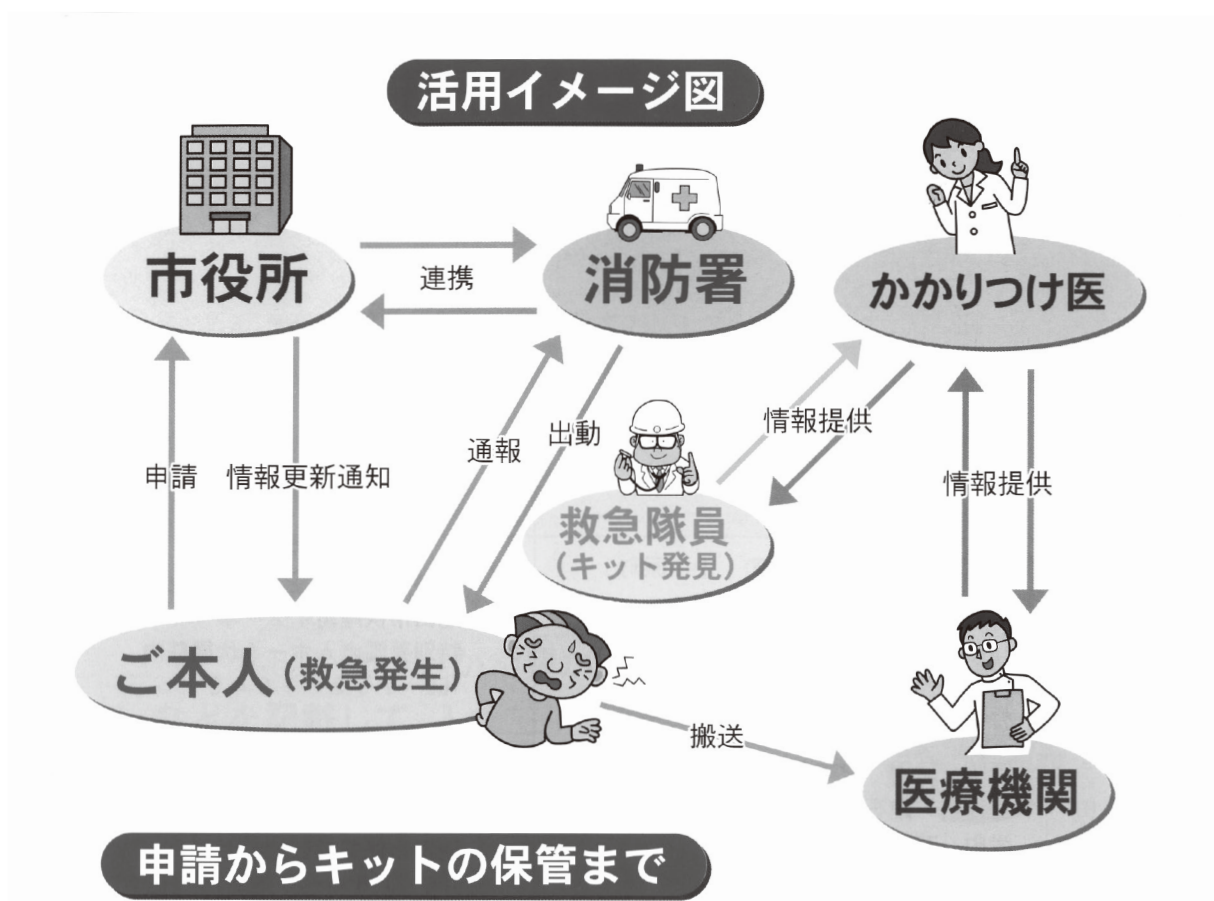 活用イメージ図
市役所
連携
消防署
かかりつけ医
申請
情報更新通知
通報
出動
情報提供
救急隊員
(キット発見)
情報提供
ご本人(救急発生)
搬送
医療機関
申請からキットの保管まで